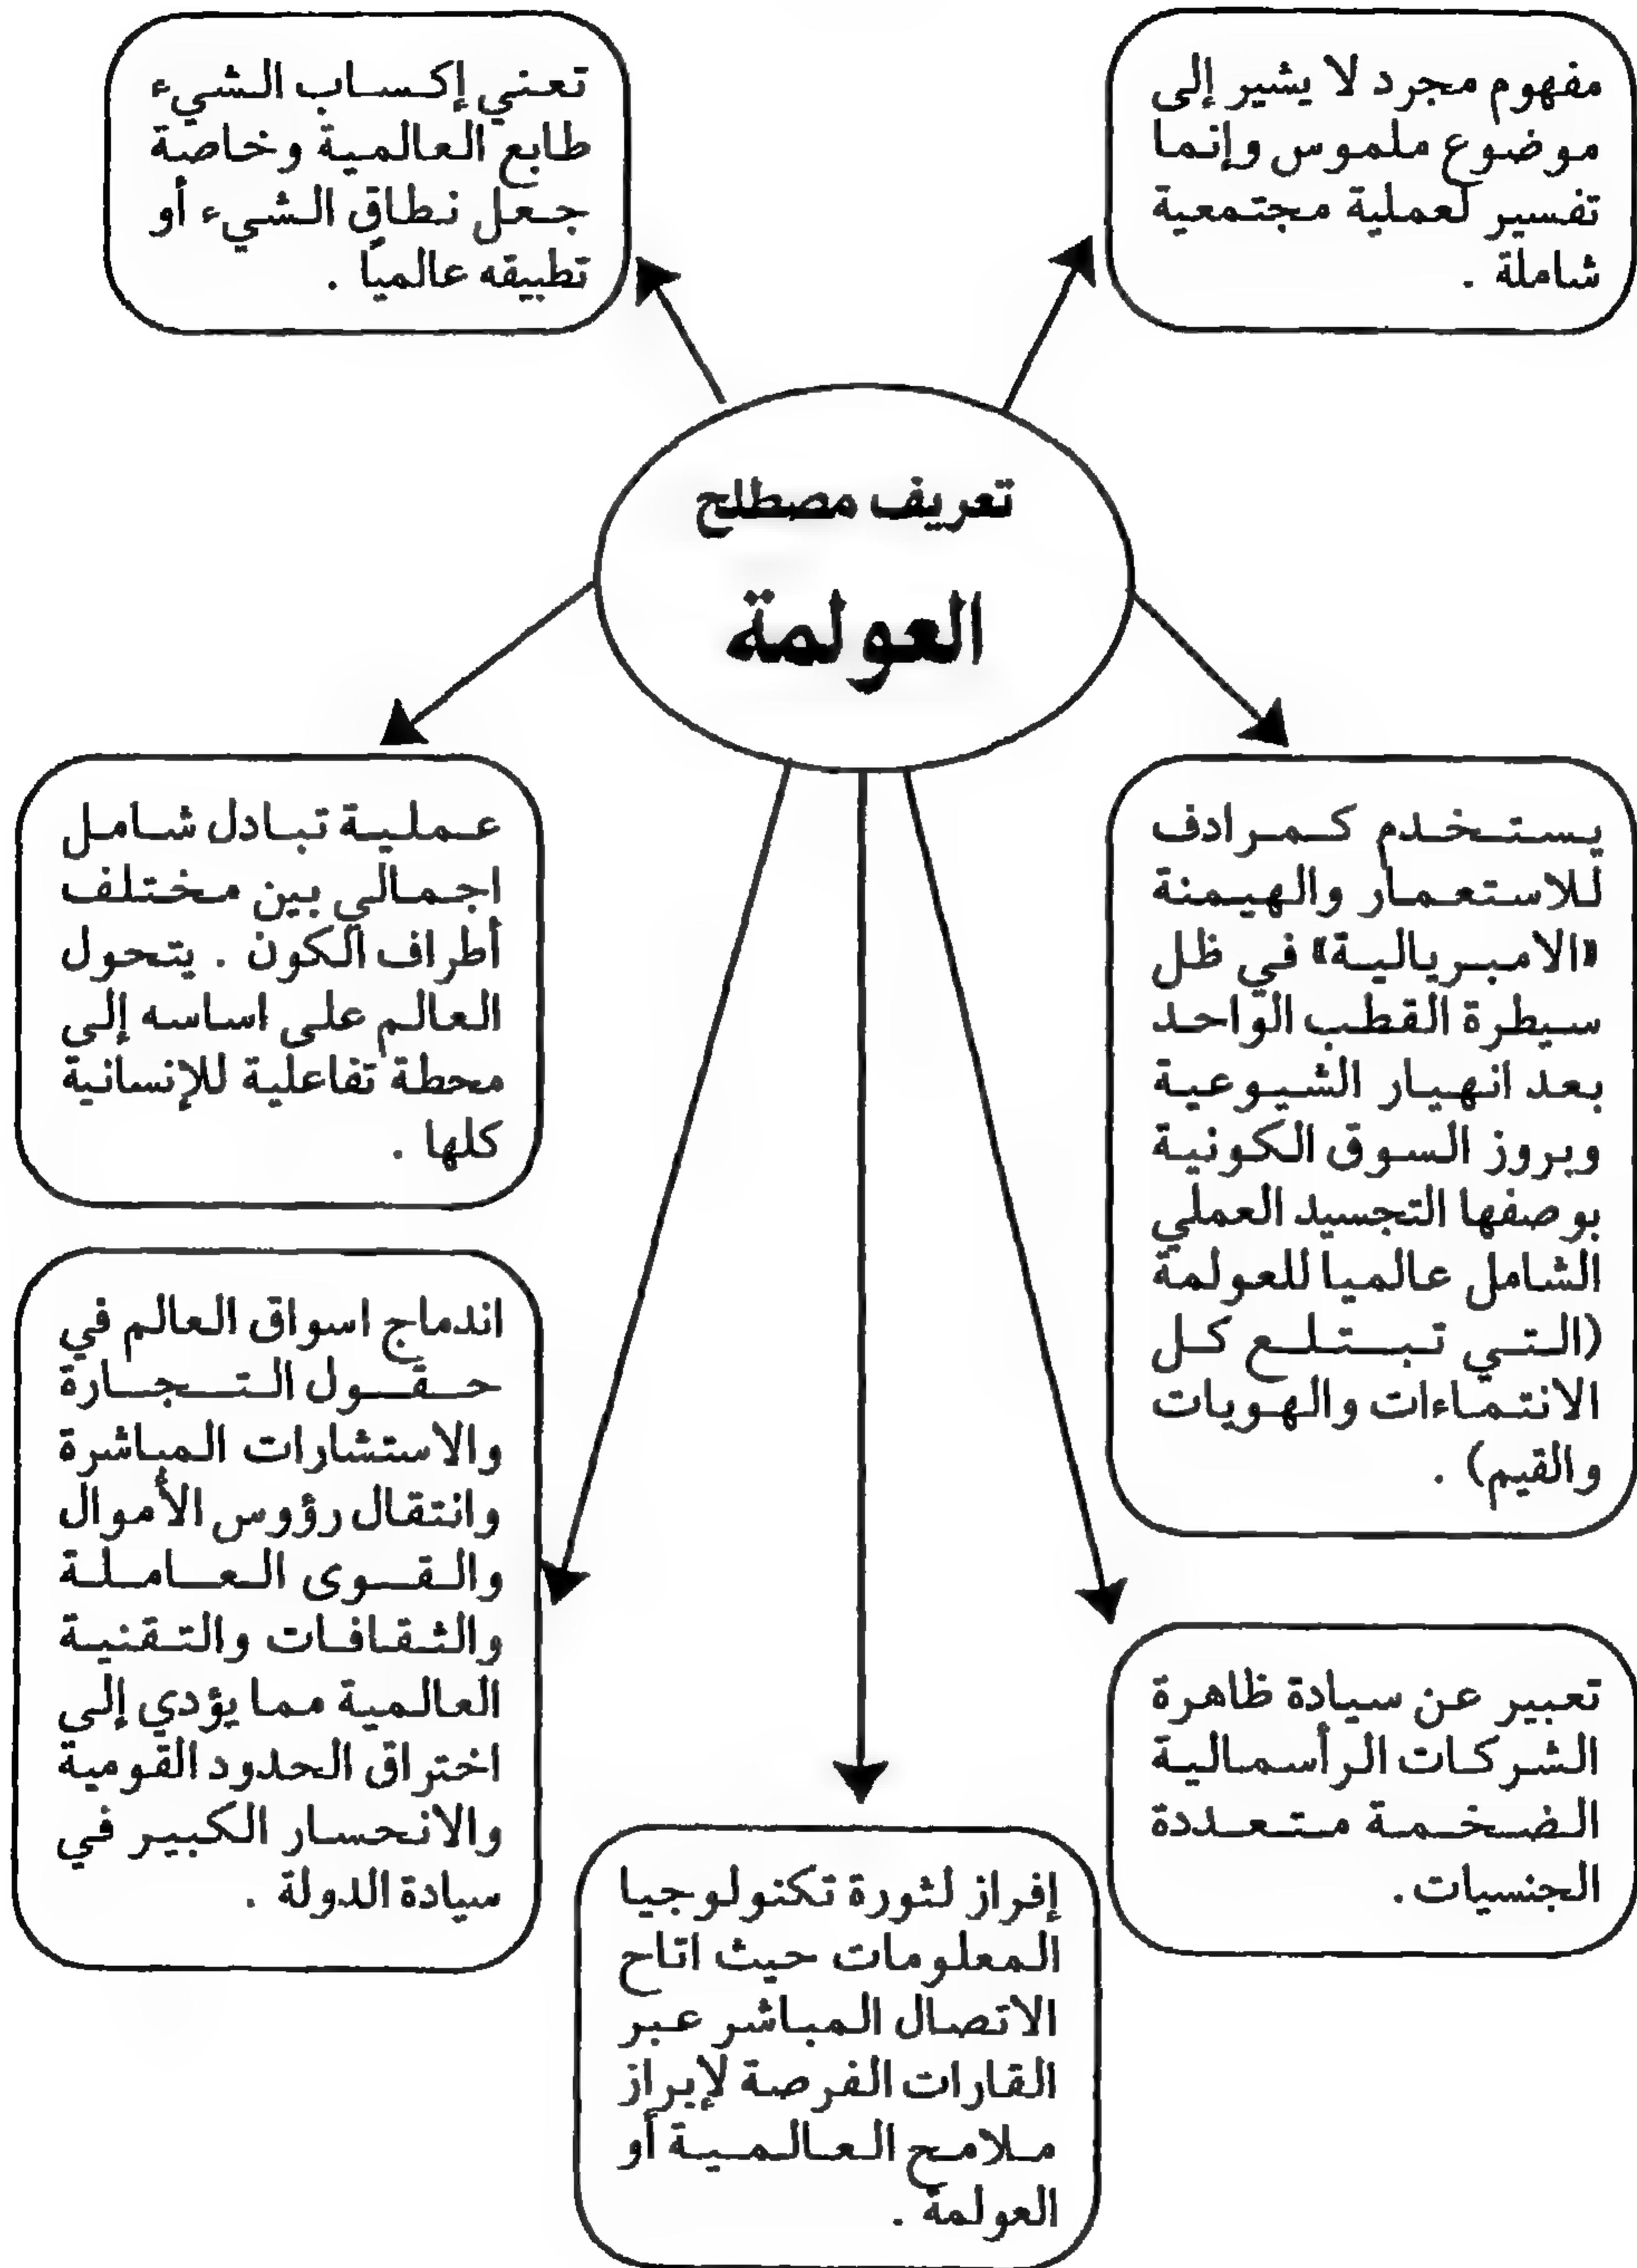 مفهوم مجرد لا يشير إلى
موضوع ملموس وإنما
تفسير لعملية مجتمعية
شاملة .
تعني إكساب الشيء
طابع العالمية وخاصة
جعل نطاق الشيء أو
تطبيقه عالمياً .
تعريف مصطلح
العولمة
يستخدم كمرادف
للاستعمار والهيمنة
«الامبريالية» في ظل
سيطرة القطب الواحد
بعد انهيار الشيوعية
وبروز السوق الكونية
بوصفها التجسيد العملي
الشامل عالميا للعولمة
(التي تبتلع كل
الانتماءات والهويات
والقيم) .
عملية تبادل شامل
اجمالي بين مختلف
أطراف الكون . يتحول
العالم على اساسه إلى
محطة تفاعلية للإنسانية
كلها .
اندماج اسواق العالم في
حقول التجارة
والاستشارات المباشرة
وانتقال رؤوس الأموال
والقوى العاملة
والثقافات والتقنية
العالمية مما يؤدي إلى
اختراق الحدود القومية
والانحسار الكبير في
سيادة الدولة .
تعبير عن سيادة ظاهرة
الشركات الرأسمالية
الضخمة متعددة
الجنسيات .
إفراز لثورة تكنولوجيا
المعلومات حيث اتاح
الاتصال المباشر عبر
القارات الفرصة لإبراز
ملامح العالمية أو
العولمة .